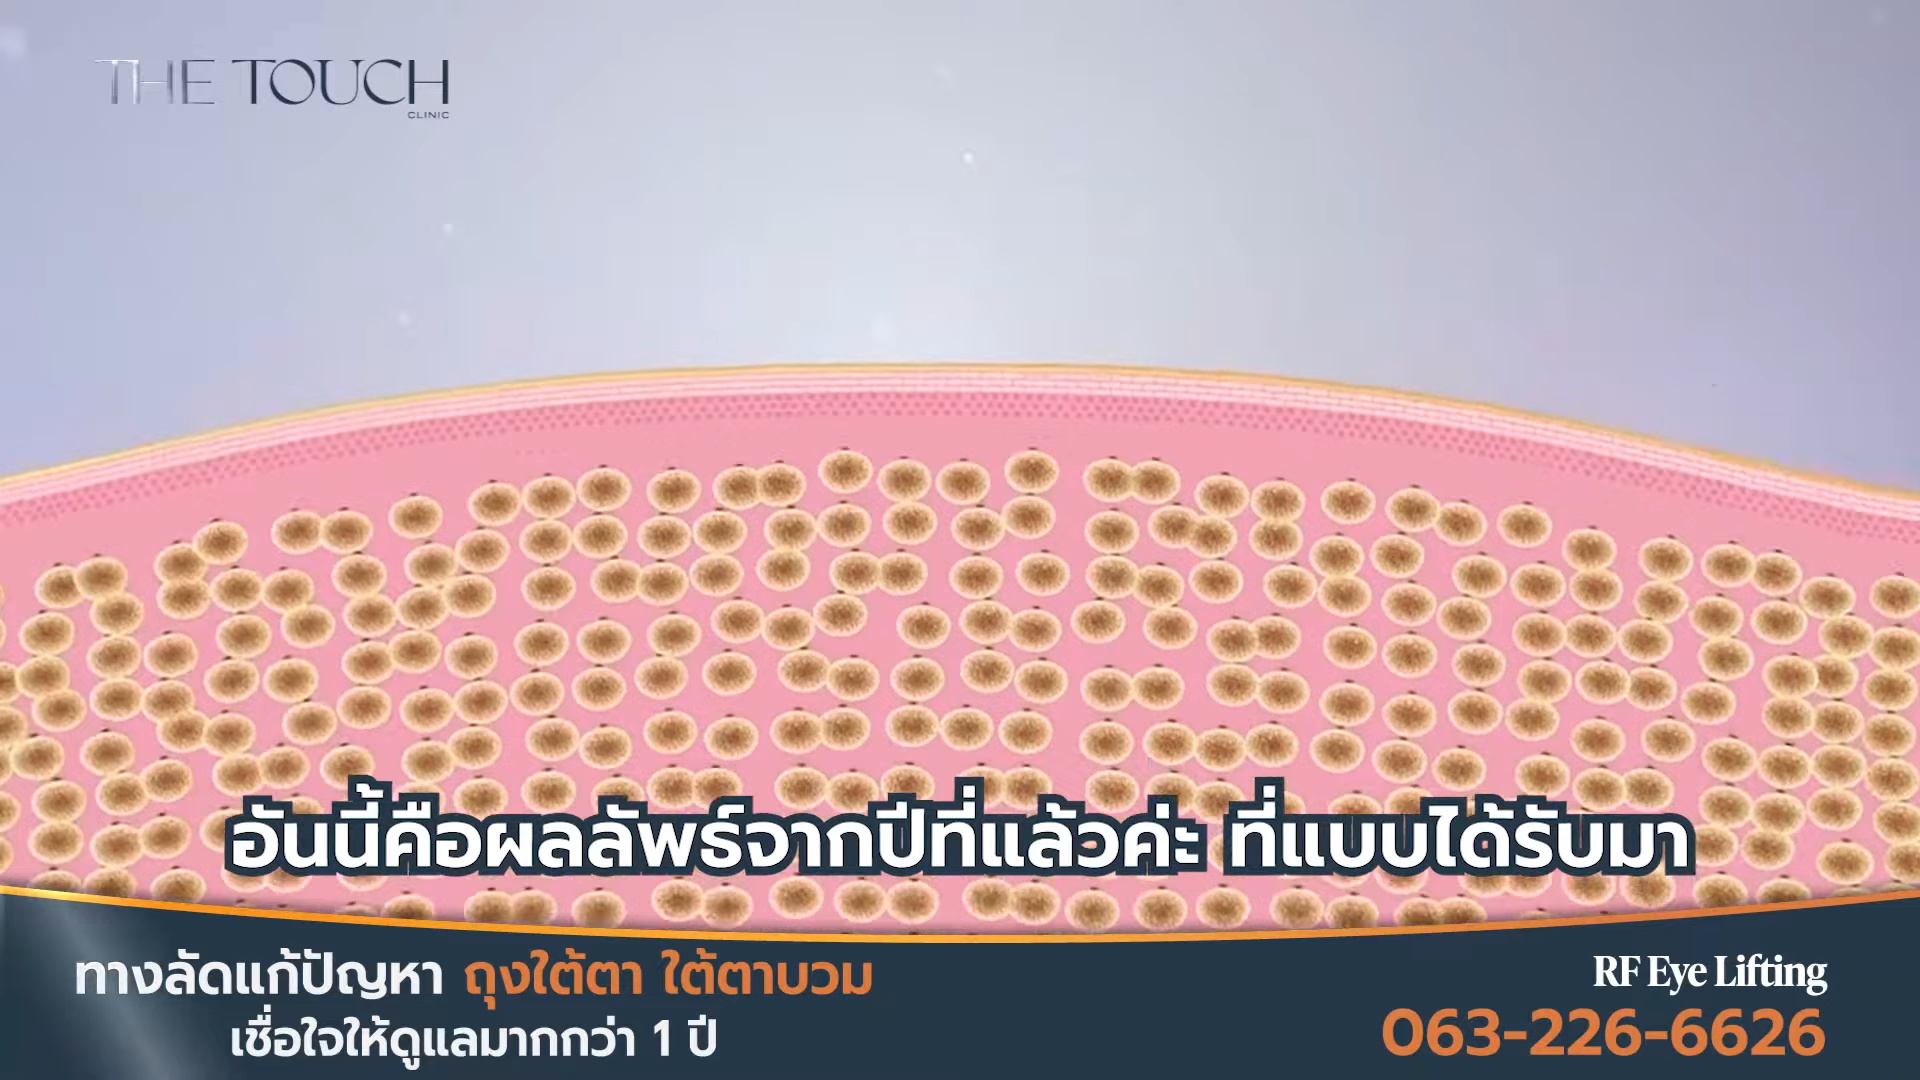 THE TOUCH
CLINIC
อันนี้คือผลลัพธ์จากปีที่แล้วค่ะ ที่แบบได้รับมา
ทางลัดแก้ปัญหา ถุงใต้ตา ใต้ตาบวม
เชื่อใจให้ดูแลมากกว่า 1 ปี
RF Eye Lifting
063-226-6626